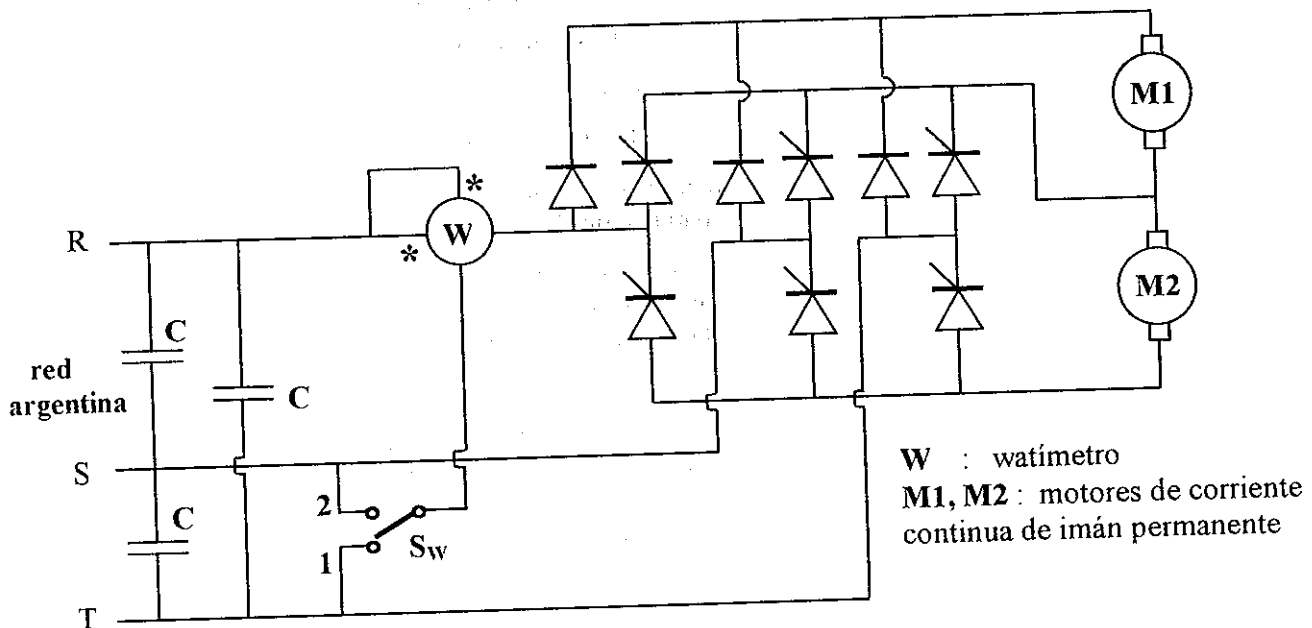 M1
*
W
*
R
C
C
red
argentina
M2
S
2
C
1
SW
W : watímetro
M1, M2 : motores de corriente
continua de imán permanente
T